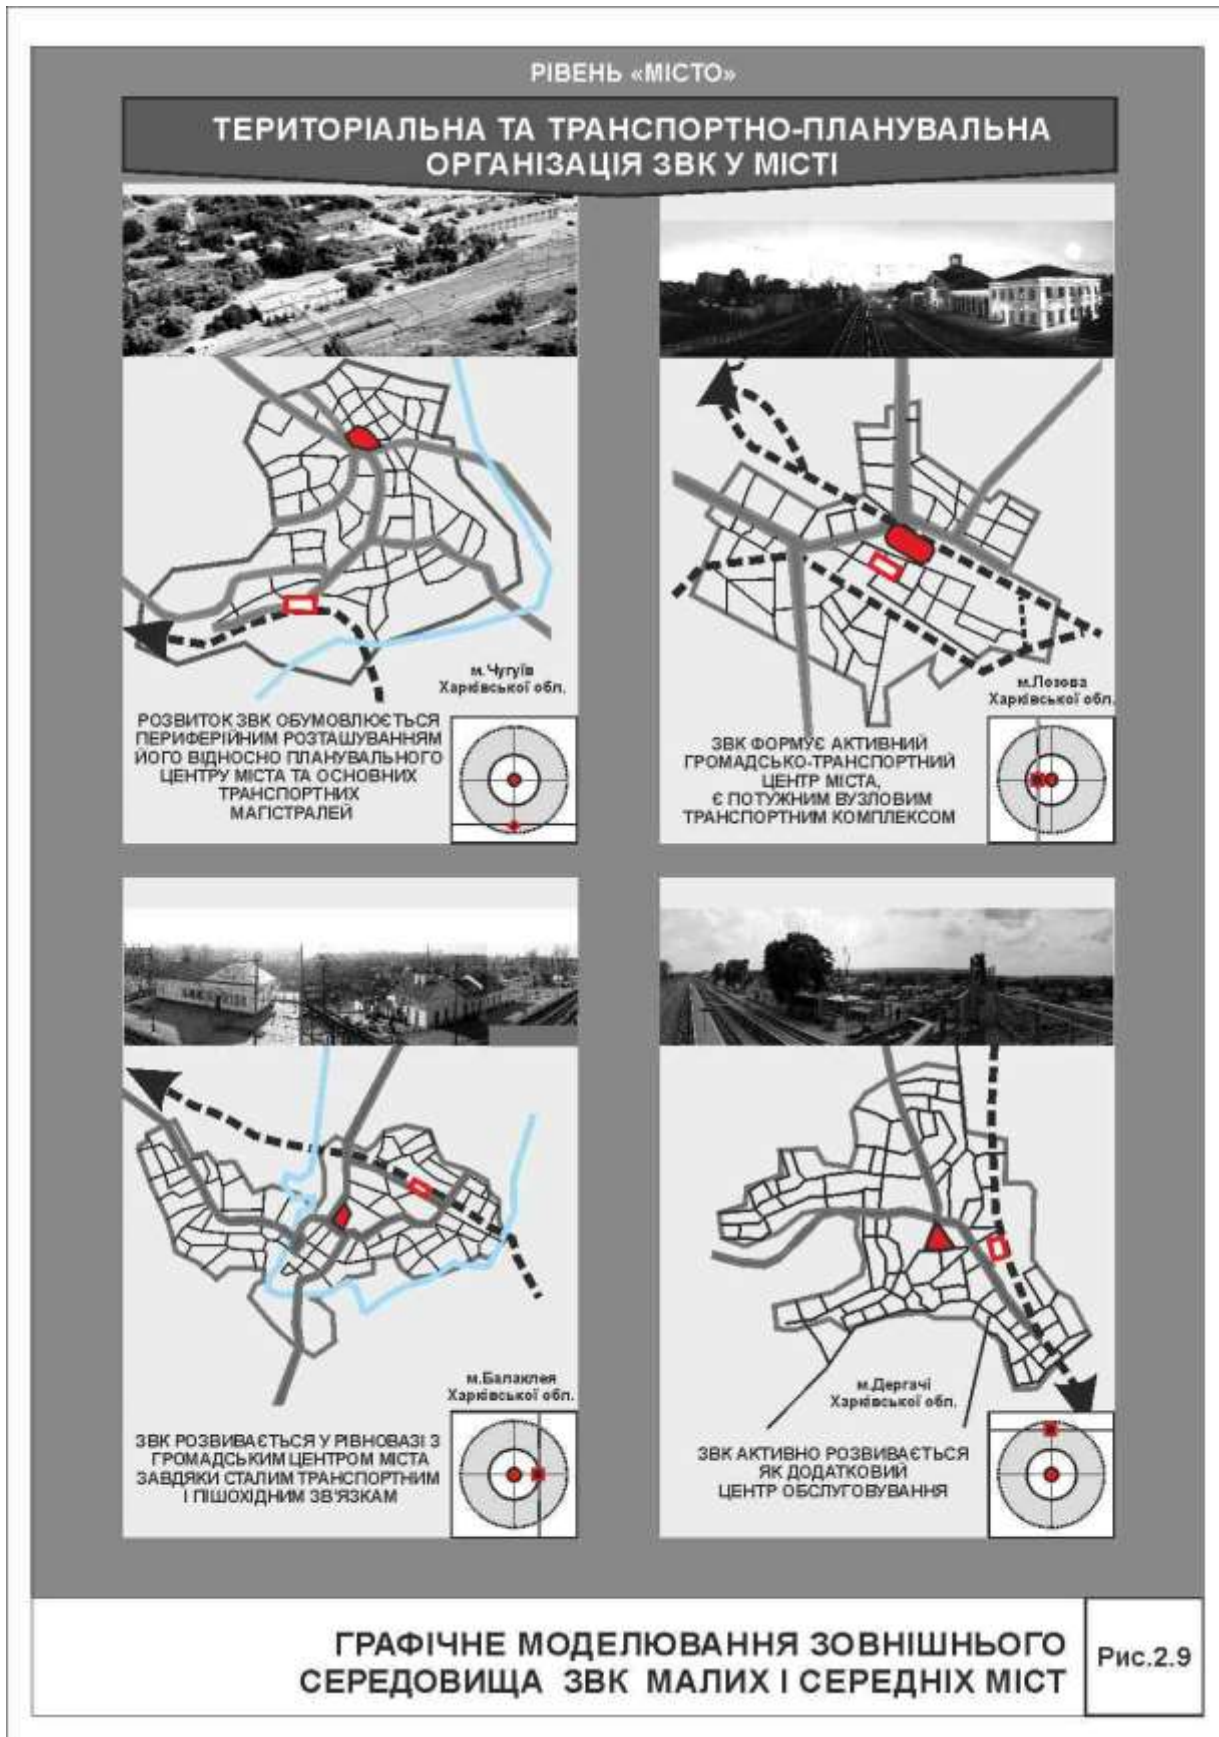 РІВЕНЬ «МІСТО»
ТЕРИТОРІАЛЬНА ТА ТРАНСПОРТНО-ПЛАНУВАЛЬНА
ОРГАНІЗАЦІЯ ЗВК У МІСТІ
м.Чугуїв
Харківської обл.
РОЗВИТОК ЗВК ОБУМОВЛЮЄТЬСЯ
ПЕРИФЕРІЙНИМ РОЗТАШУВАННЯМ
ЙОГО ВІДНОСНО ПЛАНУВАЛЬНОГО
ЦЕНТРУ МІСТА ТА ОСНОВНИХ
ТРАНСПОРТНИХ
МАГІСТРАЛЕЙ
м.Лозова
Харківської обл.
ЗВК ФОРМУЄ АКТИВНИЙ
ГРОМАДСЬКО-ТРАНСПОРТНИЙ
ЦЕНТР МІСТА,
Є ПОТУЖНИМ ВУЗЛОВИМ
ТРАНСПОРТНИМ КОМПЛЕКСОМ
м.Балаклея
Харківської обл.
ЗВК РОЗВИВАЄТЬСЯ У РІВНОВАЗІ З
ГРОМАДСЬКИМ ЦЕНТРОМ МІСТА
ЗАВДЯКИ СТАЛИМ ТРАНСПОРТНИМ
І ПІШОХІДНИМ ЗВ'ЯЗКАМ
м.Дергачі
Харківської обл.
ЗВК АКТИВНО РОЗВИВАЄТЬСЯ
ЯК ДОДАТКОВИЙ
ЦЕНТР ОБСЛУГОВУВАННЯ
ГРАФІЧНЕ МОДЕЛЮВАННЯ ЗОВНІШНЬОГО
СЕРЕДОВИЩА ЗВК МАЛИХ І СЕРЕДНІХ МІСТ
Рис.2.9